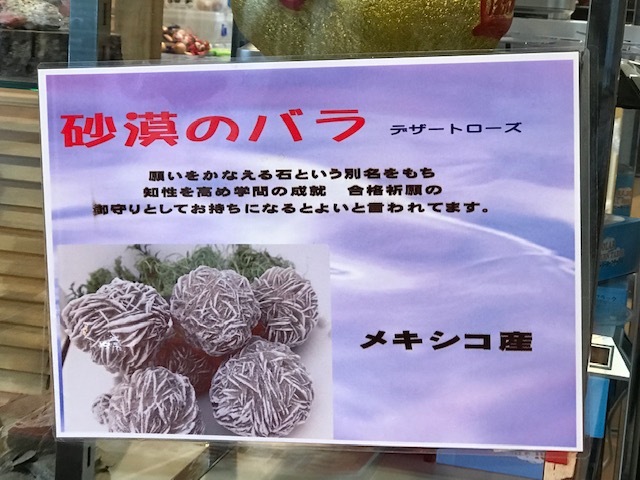 砂漠のバラ デザートローズ
願いをかなえる石という別名をもち
知性を高め学問の成就 合格祈願の
御守りとしてお持ちになるとよいと言われてます。
メキシコ産